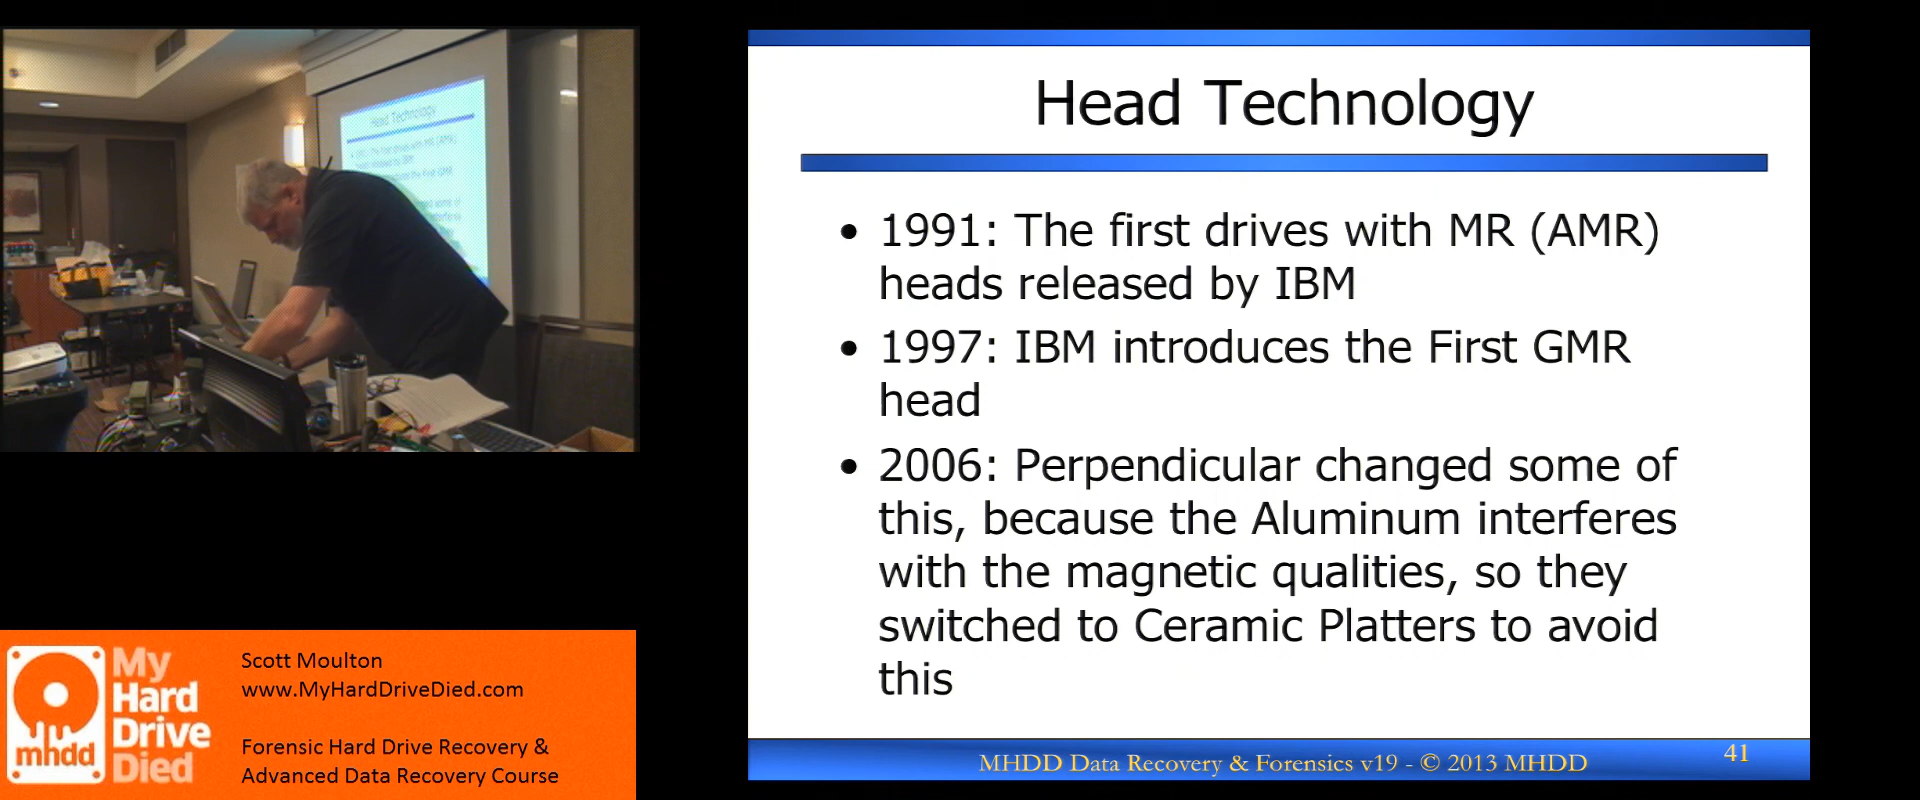 Head Technology
Head Technology
• 1991: The first drives with MR (AMR)
heads released by IBM
• 1997: IBM introduces the First GMR
head
• 2006: Perpendicular changed some of
this, because the Aluminum interferes
with the magnetic qualities, so they
switched to Ceramic Platters to avoid
this
MHDD Data Recovery & Forensics v19 - © 2013 MHDD
41
My
Hard
Drive
Died
mhdd
Scott Moulton
www.MyHardDriveDied.com
Forensic Hard Drive Recovery &
Advanced Data Recovery Course